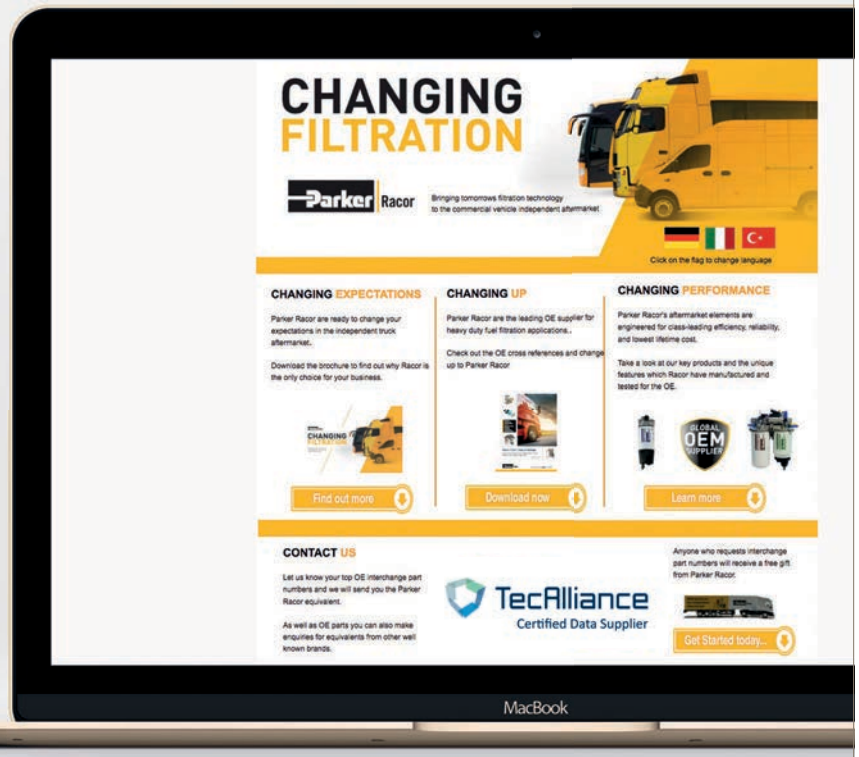 CHANGING
FILTRATION
Parker Racor
Bringing tomorrows filtration technology
to the commercial vehicle independent aftermarket
Click on the flag to change language
CHANGING EXPECTATIONS
Parker Racor are ready to change your
expectations in the independent truck
aftermarket.
Download the brochure to find out why Racor is
the only choice for your business.
CHANGING
FILTRATION
Find out more
CHANGING UP
Parker Racor are the leading OE supplier for
heavy duty fuel filtration applications..
Check out the OE cross references and change
up to Parker Racor
Download now
CHANGING PERFORMANCE
Parker Racor's aftermarket elements are
engineered for class-leading efficiency, reliability,
and lowest lifetime cost.
Take a look at our key products and the unique
features which Racor have manufactured and
tested for the OE.
GLOBAL
OEM
SUPPLIER
Learn more
CONTACT US
Let us know your top OE interchange part
numbers and we will send you the Parker
Racor equivalent.
As well as OE parts you can also make
enquiries for equivalents from other well
known brands.
TecAlliance
Certified Data Supplier
Anyone who requests interchange
part numbers will receive a free gift
from Parker Racor.
Get Started today...
MacBook